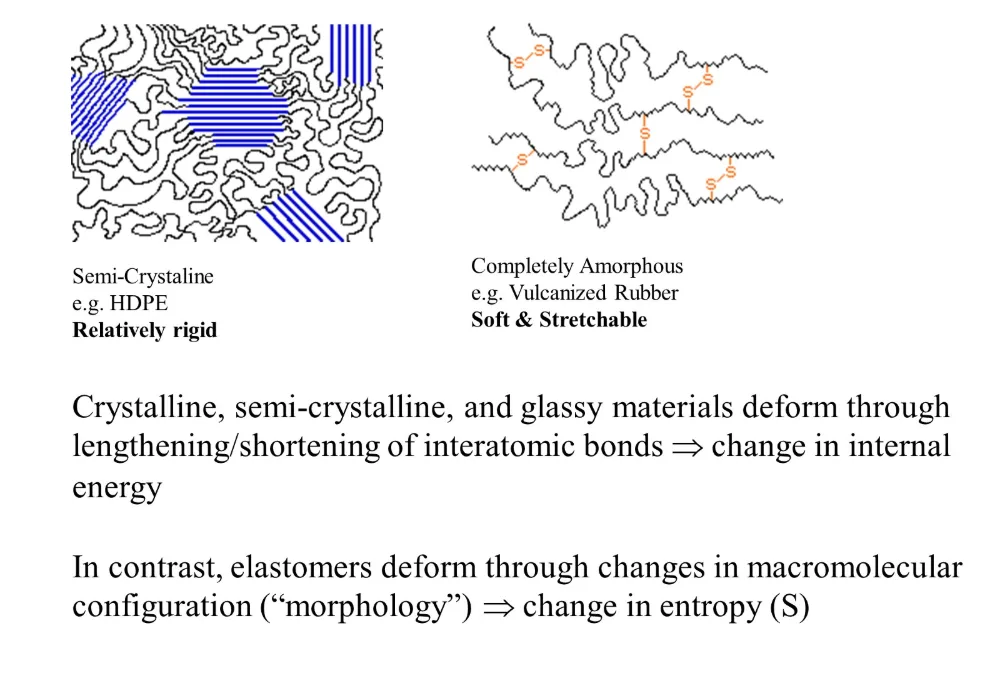 S
S
S
S
S
S
S
S
Semi-Crystaline
e.g. HDPE
Relatively rigid
Completely Amorphous
e.g. Vulcanized Rubber
Soft & Stretchable
Crystalline, semi-crystalline, and glassy materials deform through
lengthening/shortening of interatomic bonds ⇒ change in internal
energy
In contrast, elastomers deform through changes in macromolecular
configuration (“morphology”) ⇒ change in entropy (S)